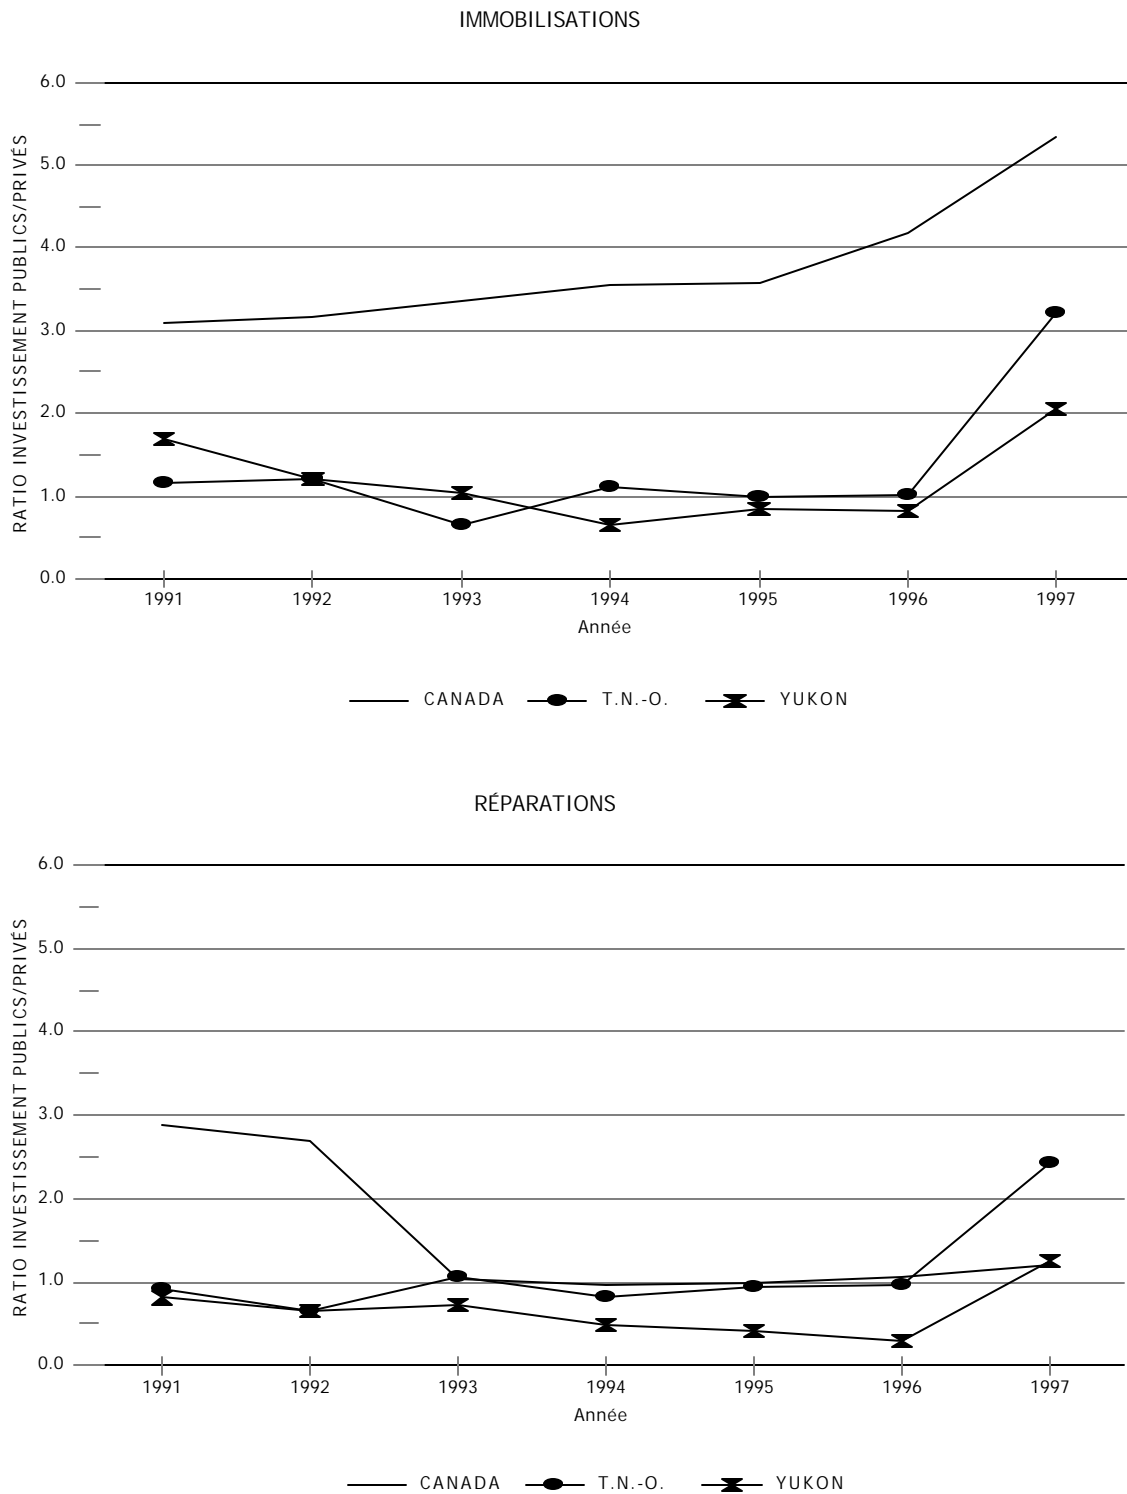 IMMOBILISATIONS
RATIO INVESTISSEMENT PUBLICS/PRIVÉS
6.0
5.0
4.0
3.0
2.0
1.0
0.0
1991 1992 1993 1994 1995 1996 1997
Année
CANADA T.N.-O. YUKON
RÉPARATIONS
RATIO INVESTISSEMENT PUBLICS/PRIVÉS
6.0
5.0
4.0
3.0
2.0
1.0
0.0
1991 1992 1993 1994 1995 1996 1997
Année
CANADA T.N.-O. YUKON